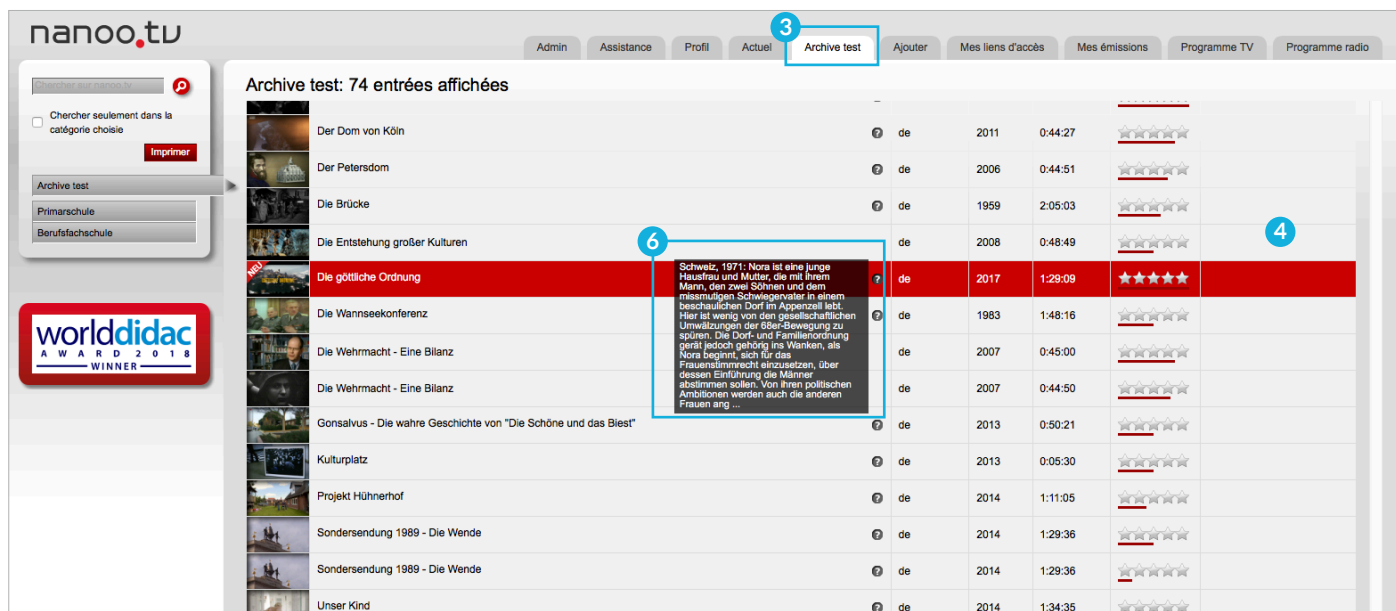 nanoo.tv
3
Admin Assistance Profil Actuel Archive test Ajouter Mes liens d'accès Mes émissions Programme TV Programme radio
Chercher sur nanoo.tv
Chercher seulement dans la
catégorie choisie
Imprimer
Archive test
Primarschule
Berufsfachschule
worlddidac
AWARD 2018
WINNER
Archive test: 74 entrées affichées
Der Dom von Köln ? de 2011 0:44:27
Der Petersdom ? de 2006 0:44:51
Die Brücke ? de 1959 2:05:03
4
6
Die Entstehung großer Kulturen de 2008 0:48:49
NEU Die göttliche Ordnung ? de 2017 1:29:09
Schweiz, 1971: Nora ist eine junge
Hausfrau und Mutter, die mit ihrem
Mann, den zwei Söhnen und dem
missmutigen Schwiegervater in einem
beschaulichen Dorf im Appenzell lebt.
Hier ist wenig von den gesellschaftlichen
Umwälzungen der 68er-Bewegung zu
spüren. Die Dorf- und Familienordnung
gerät jedoch gehörig ins Wanken, als
Nora beginnt, sich für das
Frauenstimmrecht einzusetzen, über
dessen Einführung die Männer
abstimmen sollen. Von ihren politischen
Ambitionen werden auch die anderen
Frauen ang ...
Die Wannseekonferenz ? de 1983 1:48:16
Die Wehrmacht - Eine Bilanz de 2007 0:45:00
Die Wehrmacht - Eine Bilanz de 2007 0:44:50
Gonsalvus - Die wahre Geschichte von "Die Schöne und das Biest" ? de 2013 0:50:21
Kulturplatz ? de 2013 0:05:30
Projekt Hühnerhof ? de 2014 1:11:05
Sondersendung 1989 - Die Wende ? de 2014 1:29:36
Sondersendung 1989 - Die Wende ? de 2014 1:29:36
Unser Kind ? de 2014 1:34:35